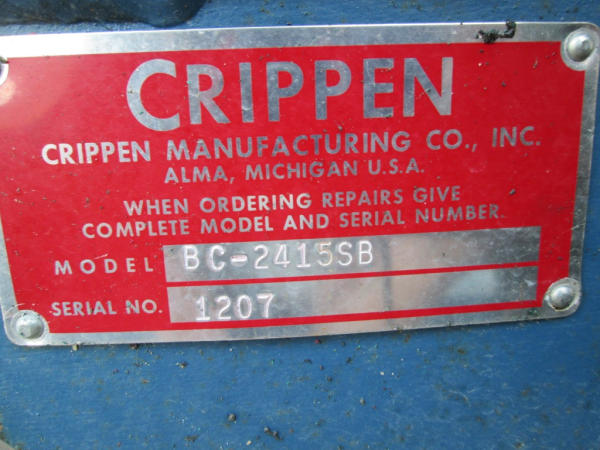 CRIPPEN
CRIPPEN MANUFACTURING CO., INC.
ALMA, MICHIGAN U.S.A.
WHEN ORDERING REPAIRS GIVE
COMPLETE MODEL AND SERIAL NUMBER.
MODEL BC-2415SB
SERIAL NO. 1207